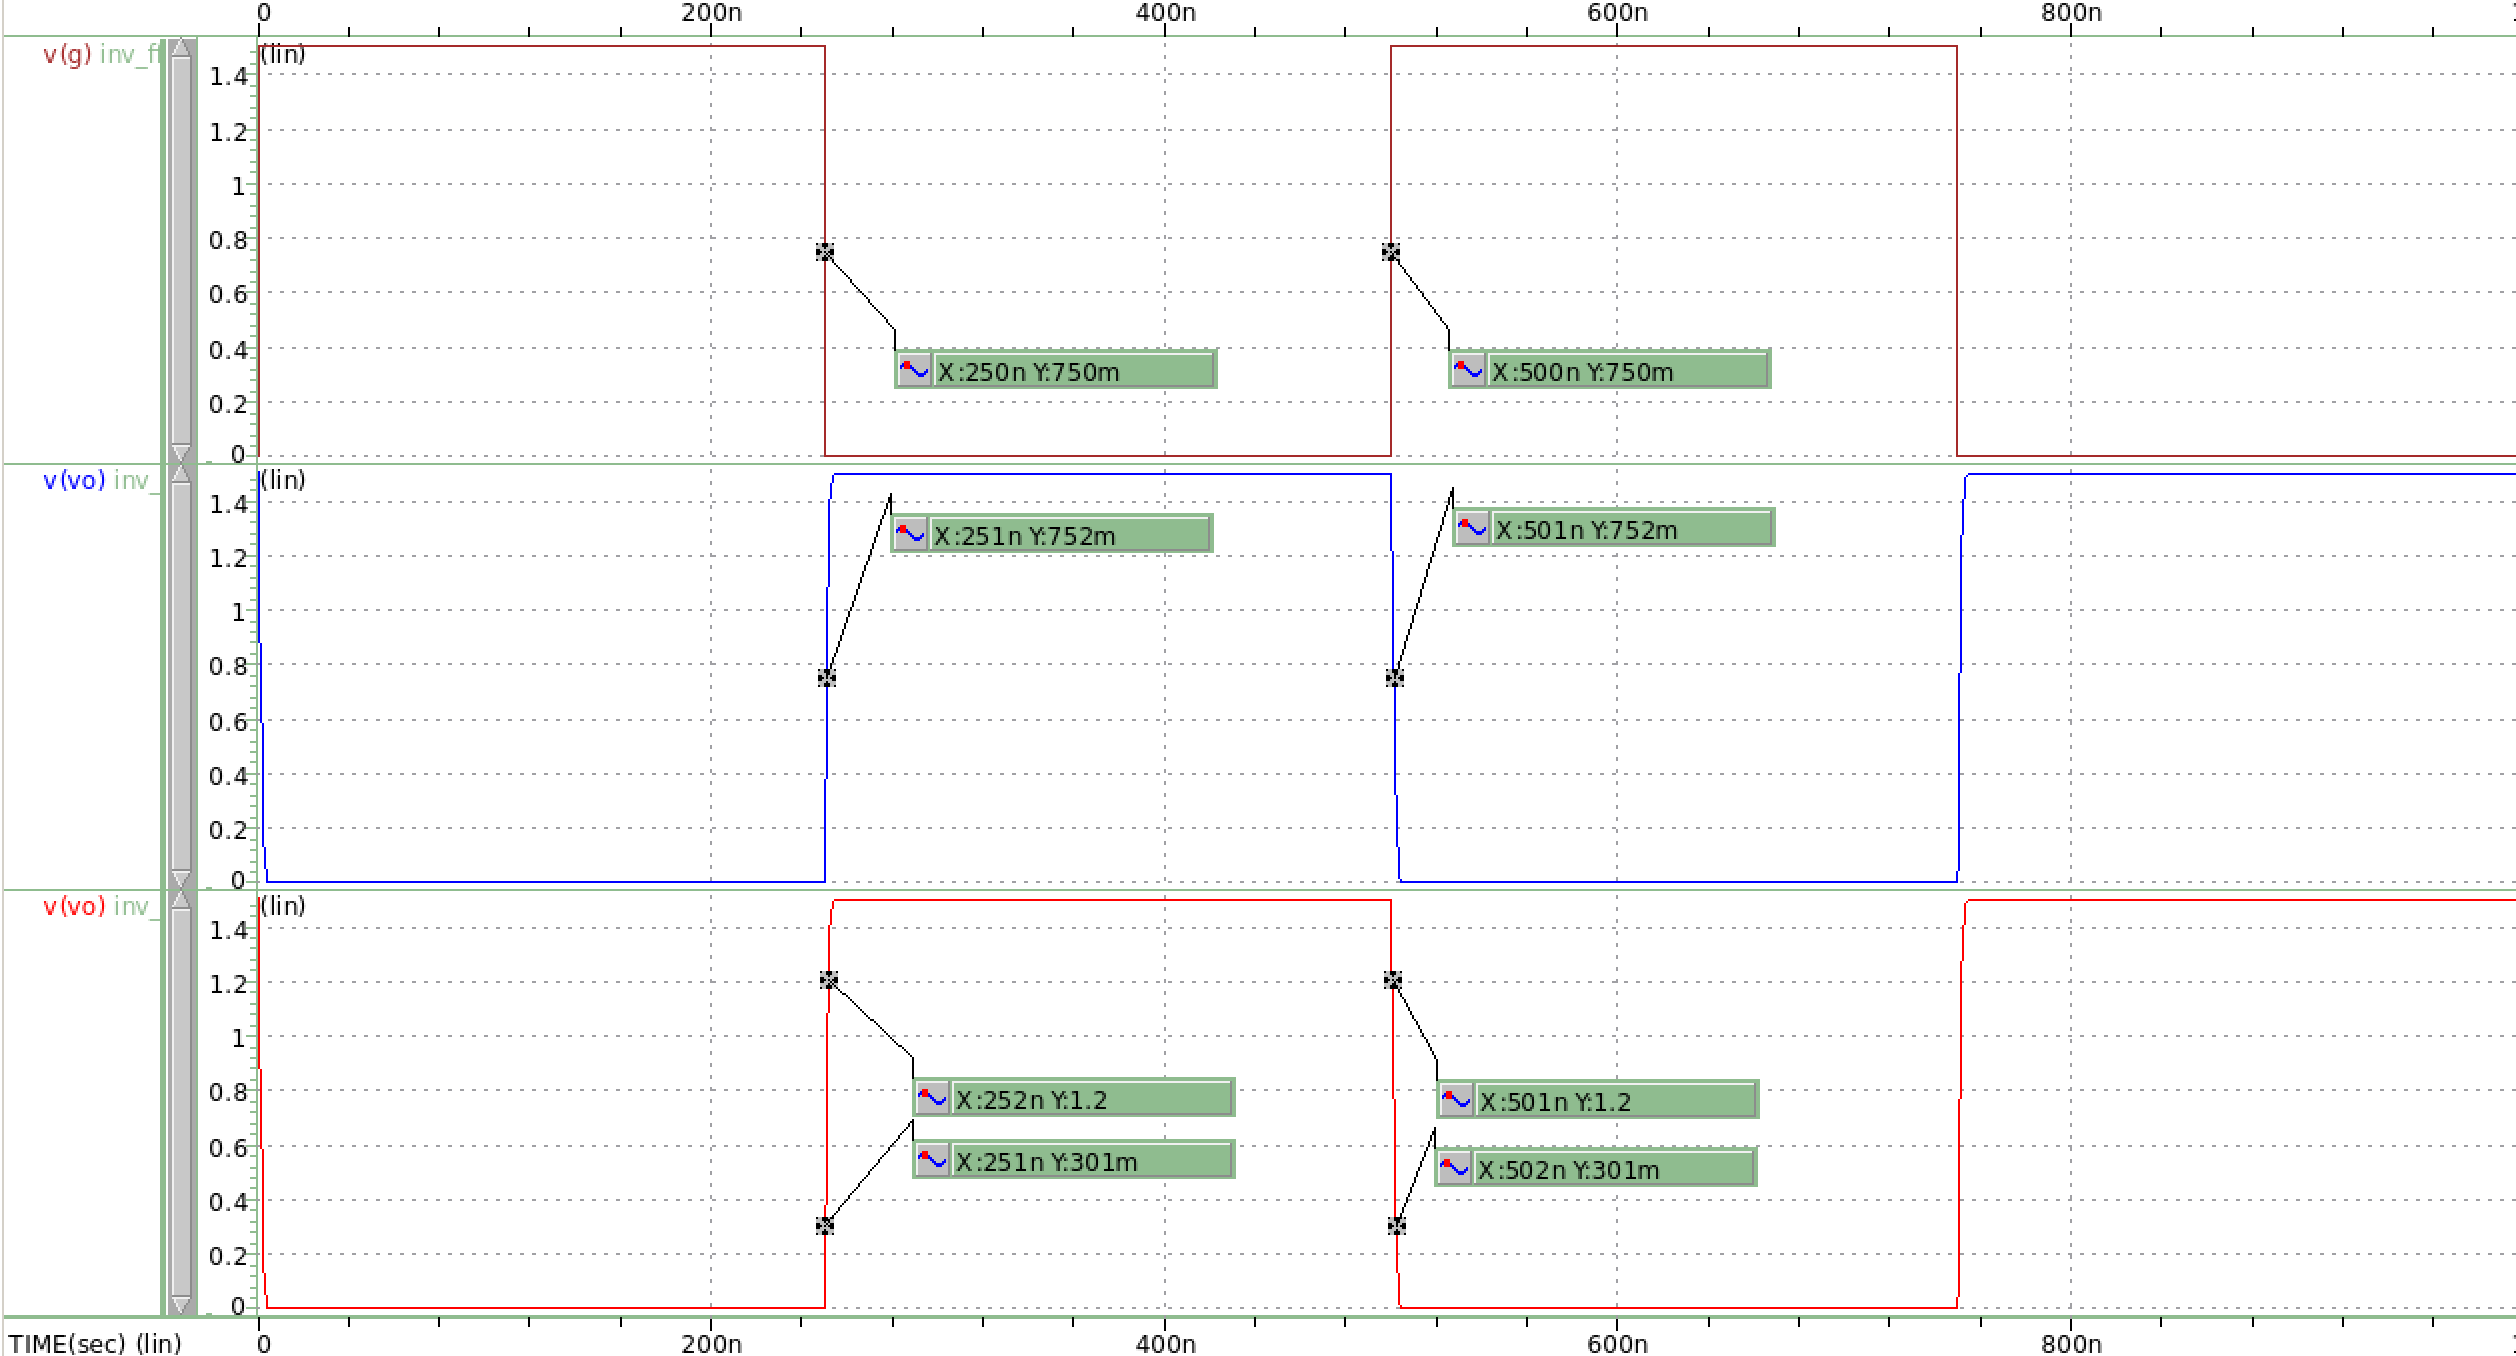 0 200n 400n 600n 800n
v(g) inv_ff (lin)
1.4
1.2
1
0.8
0.6
0.4
X:250n Y:750m X:500n Y:750m
0.2
0
v(vo) inv_ (lin)
1.4
X:251n Y:752m X:501n Y:752m
1.2
1
0.8
0.6
0.4
0.2
0
v(vo) inv_ (lin)
1.4
1.2
1
0.8
X:252n Y:1.2 X:501n Y:1.2
0.6
X:251n Y:301m X:502n Y:301m
0.4
0.2
0
TIME(sec) (lin) 0 200n 400n 600n 800n